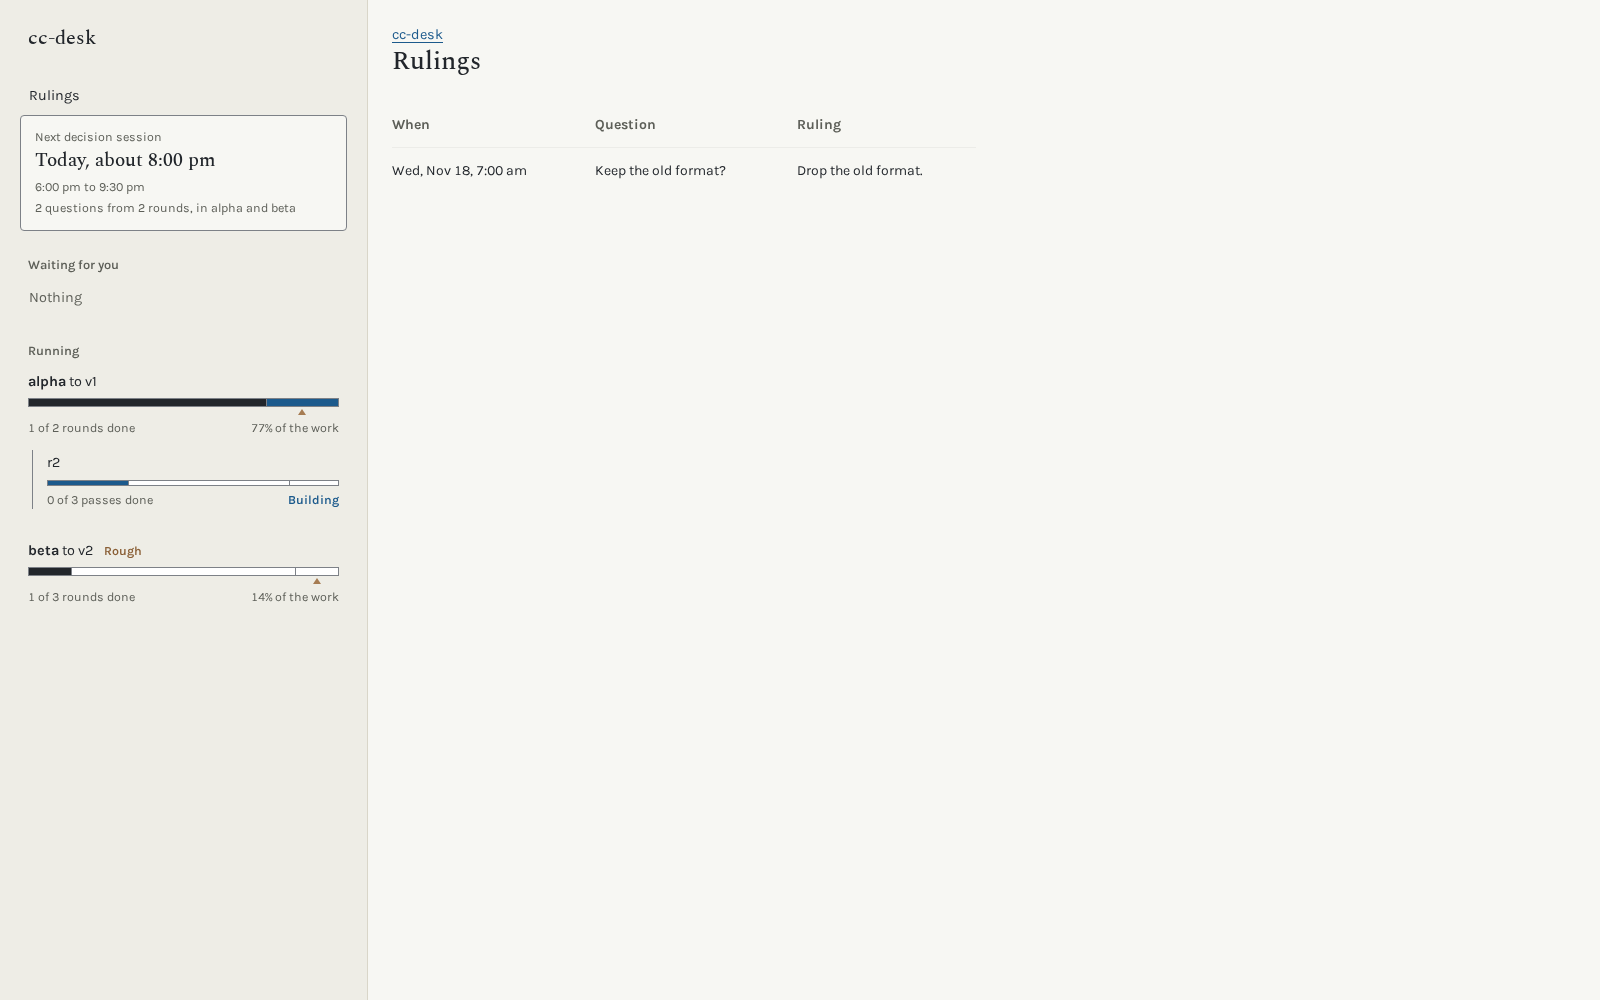 cc-desk
Rulings
Next decision session
Today, about 8:00 pm
6:00 pm to 9:30 pm
2 questions from 2 rounds, in alpha and beta
Waiting for you
Nothing
Running
alpha to v1
1 of 2 rounds done 77% of the work
r2
0 of 3 passes done Building
beta to v2 Rough
1 of 3 rounds done 14% of the work
cc-desk
Rulings
When Question Ruling
Wed, Nov 18, 7:00 am Keep the old format? Drop the old format.